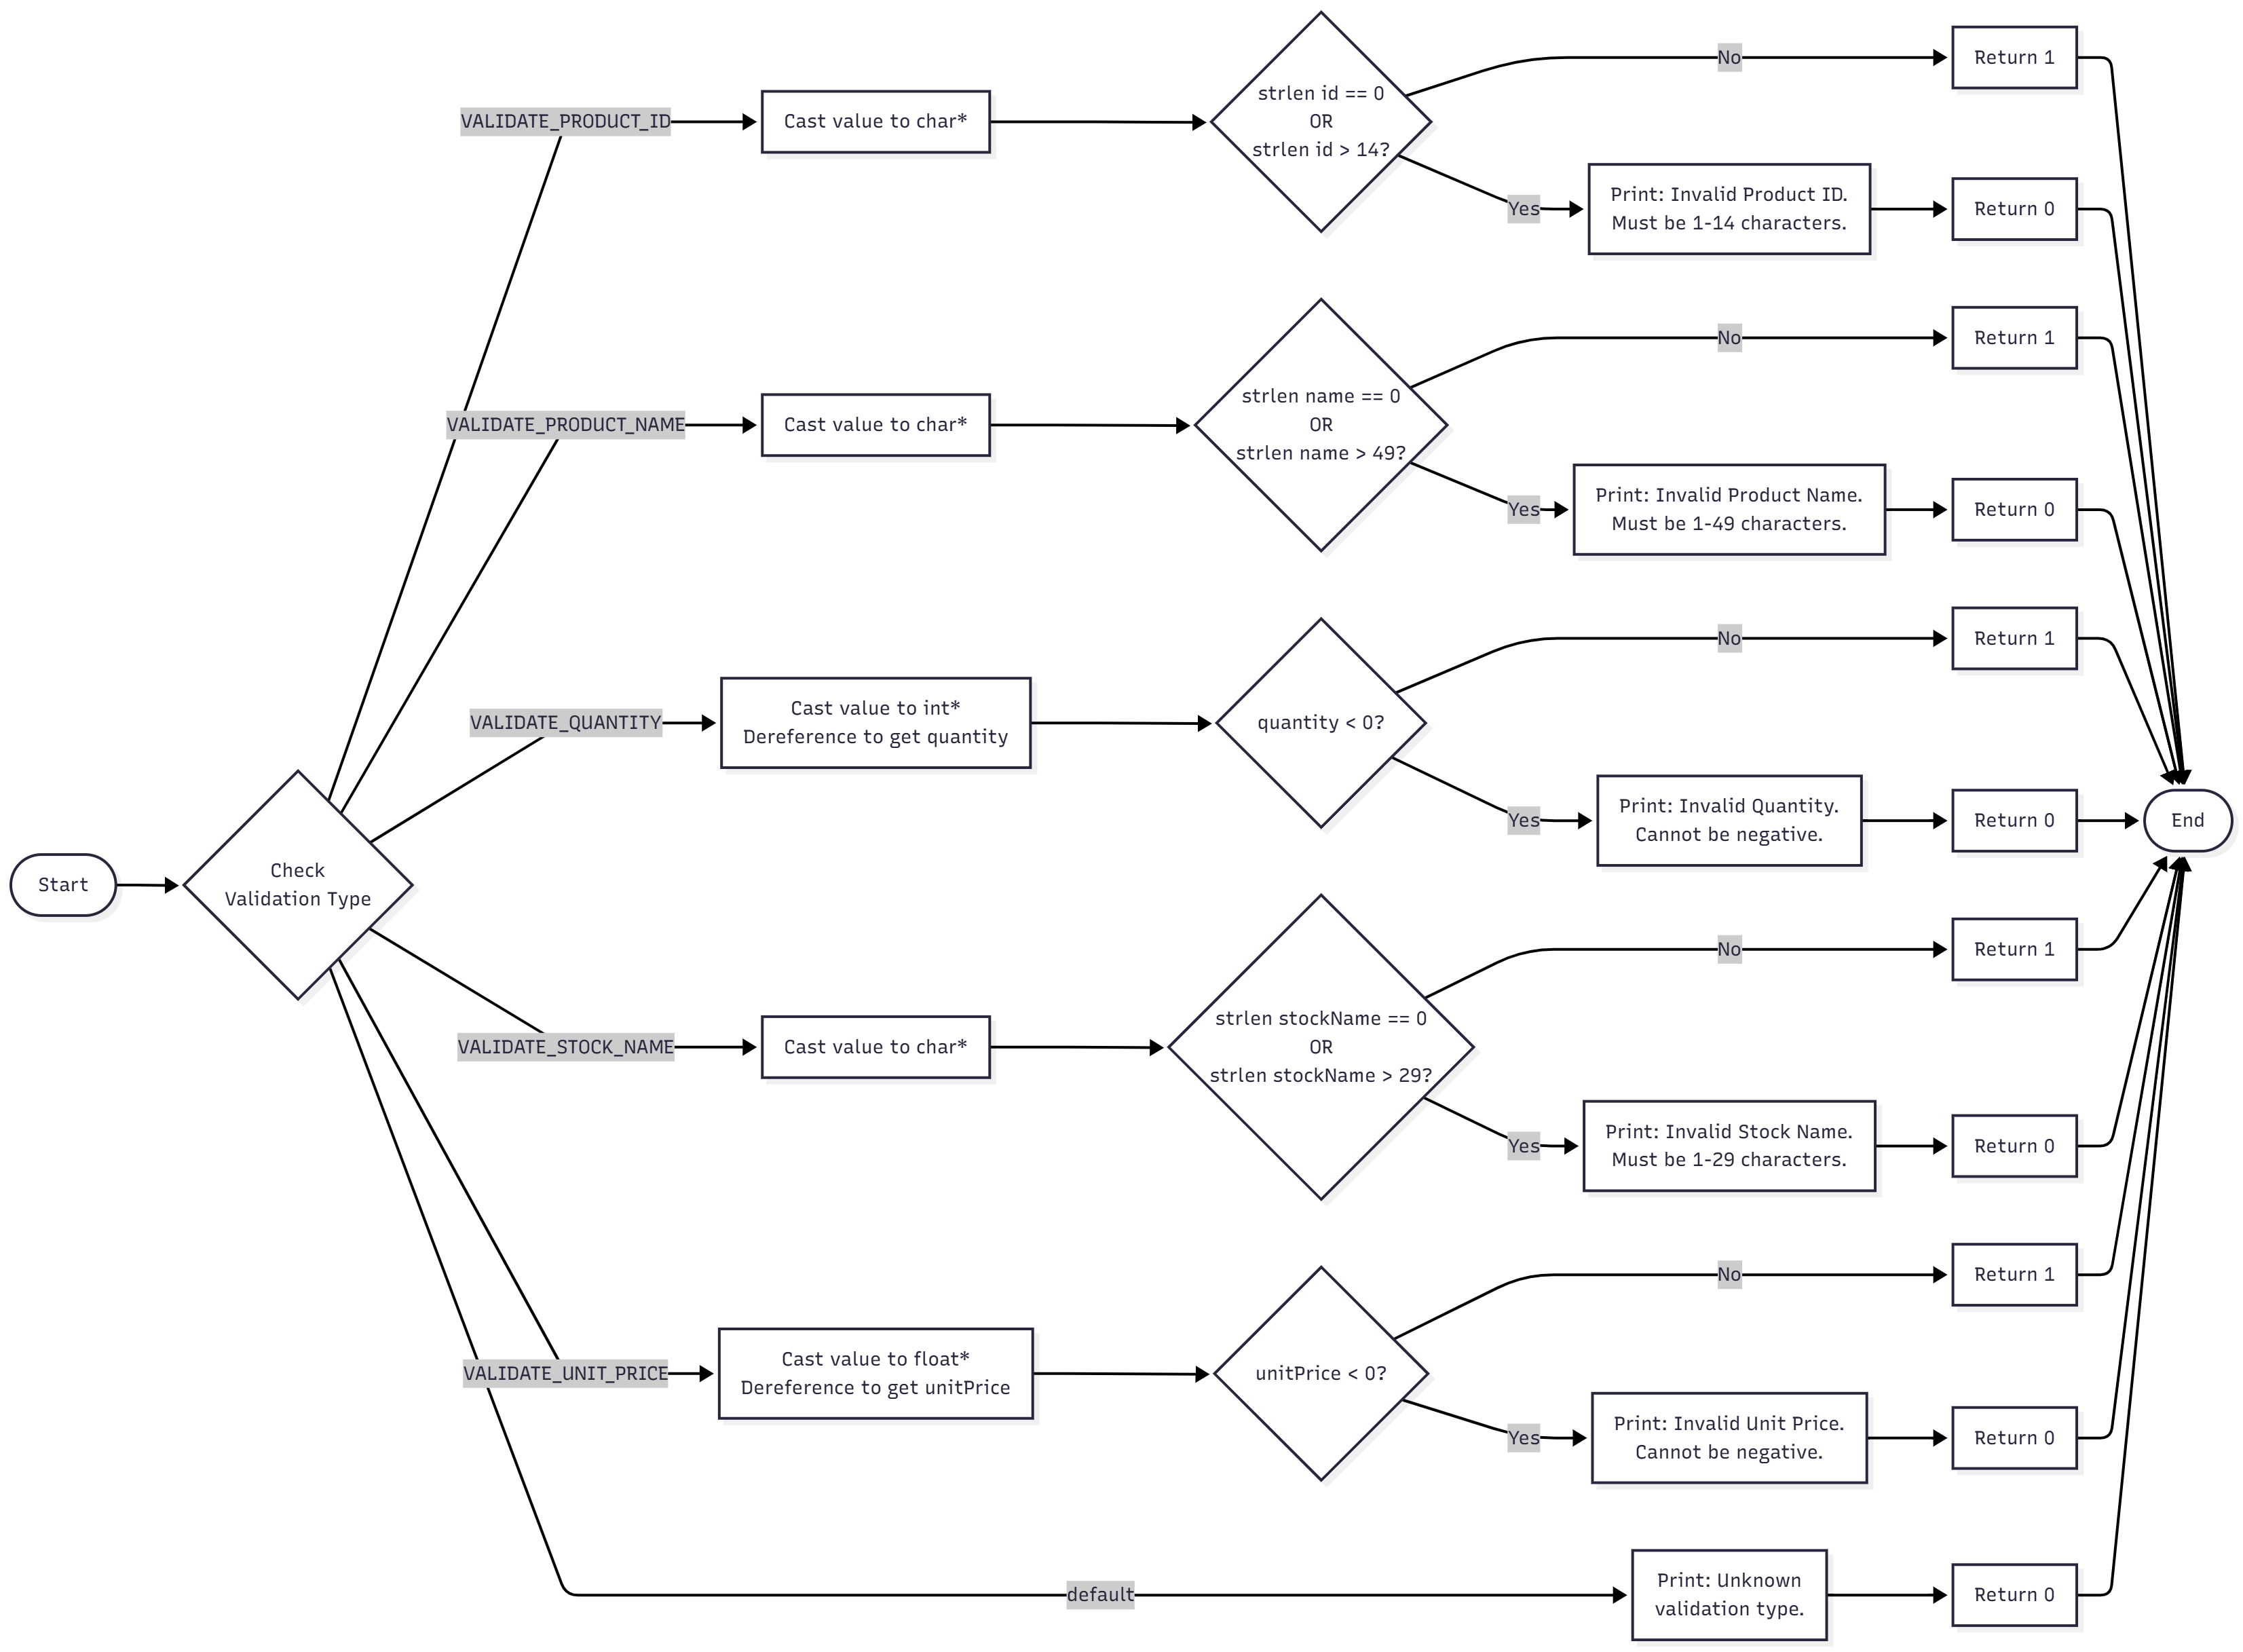 Start
Check
Validation Type
VALIDATE_PRODUCT_ID
Cast value to char*
strlen id == 0
OR
strlen id > 14?
No
Return 1
Yes
Print: Invalid Product ID.
Must be 1-14 characters.
Return 0
VALIDATE_PRODUCT_NAME
Cast value to char*
strlen name == 0
OR
strlen name > 49?
No
Return 1
Yes
Print: Invalid Product Name.
Must be 1-49 characters.
Return 0
VALIDATE_QUANTITY
Cast value to int*
Dereference to get quantity
quantity < 0?
No
Return 1
Yes
Print: Invalid Quantity.
Cannot be negative.
Return 0
VALIDATE_STOCK_NAME
Cast value to char*
strlen stockName == 0
OR
strlen stockName > 29?
No
Return 1
Yes
Print: Invalid Stock Name.
Must be 1-29 characters.
Return 0
VALIDATE_UNIT_PRICE
Cast value to float*
Dereference to get unitPrice
unitPrice < 0?
No
Return 1
Yes
Print: Invalid Unit Price.
Cannot be negative.
Return 0
default
Print: Unknown
validation type.
Return 0
End